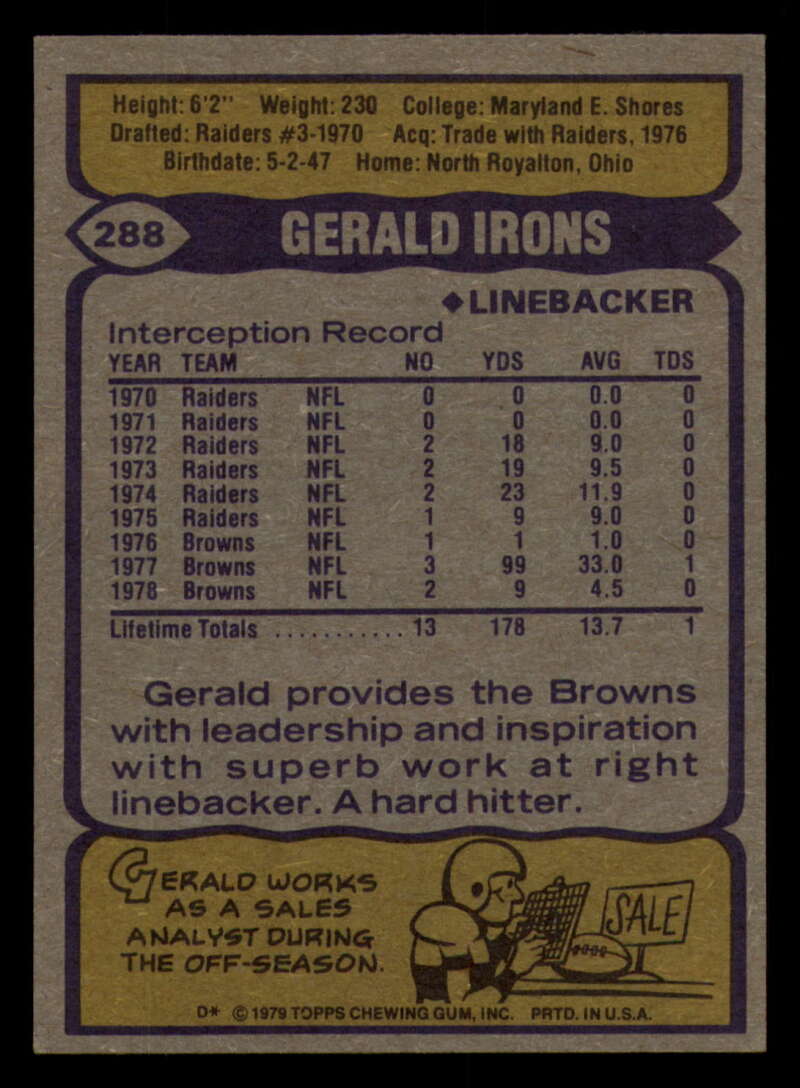 Height: 6'2" Weight: 230 College: Maryland E. Shores
Drafted: Raiders #3-1970 Acq: Trade with Raiders, 1976
Birthdate: 5-2-47 Home: North Royalton, Ohio
288 GERALD IRONS
◆LINEBACKER
Interception Record
YEAR TEAM NO YDS AVG TDS
1970 Raiders NFL 0 0 0.0 0
1971 Raiders NFL 0 0 0.0 0
1972 Raiders NFL 2 18 9.0 0
1973 Raiders NFL 2 19 9.5 0
1974 Raiders NFL 2 23 11.9 0
1975 Raiders NFL 1 9 9.0 0
1976 Browns NFL 1 1 1.0 0
1977 Browns NFL 3 99 33.0 1
1978 Browns NFL 2 9 4.5 0
Lifetime Totals ........... 13 178 13.7 1
Gerald provides the Browns
with leadership and inspiration
with superb work at right
linebacker. A hard hitter.
GERALD WORKS
AS A SALES
ANALYST DURING
THE OFF-SEASON.
SALE
D* © 1979 TOPPS CHEWING GUM, INC. PRTD. IN U.S.A.